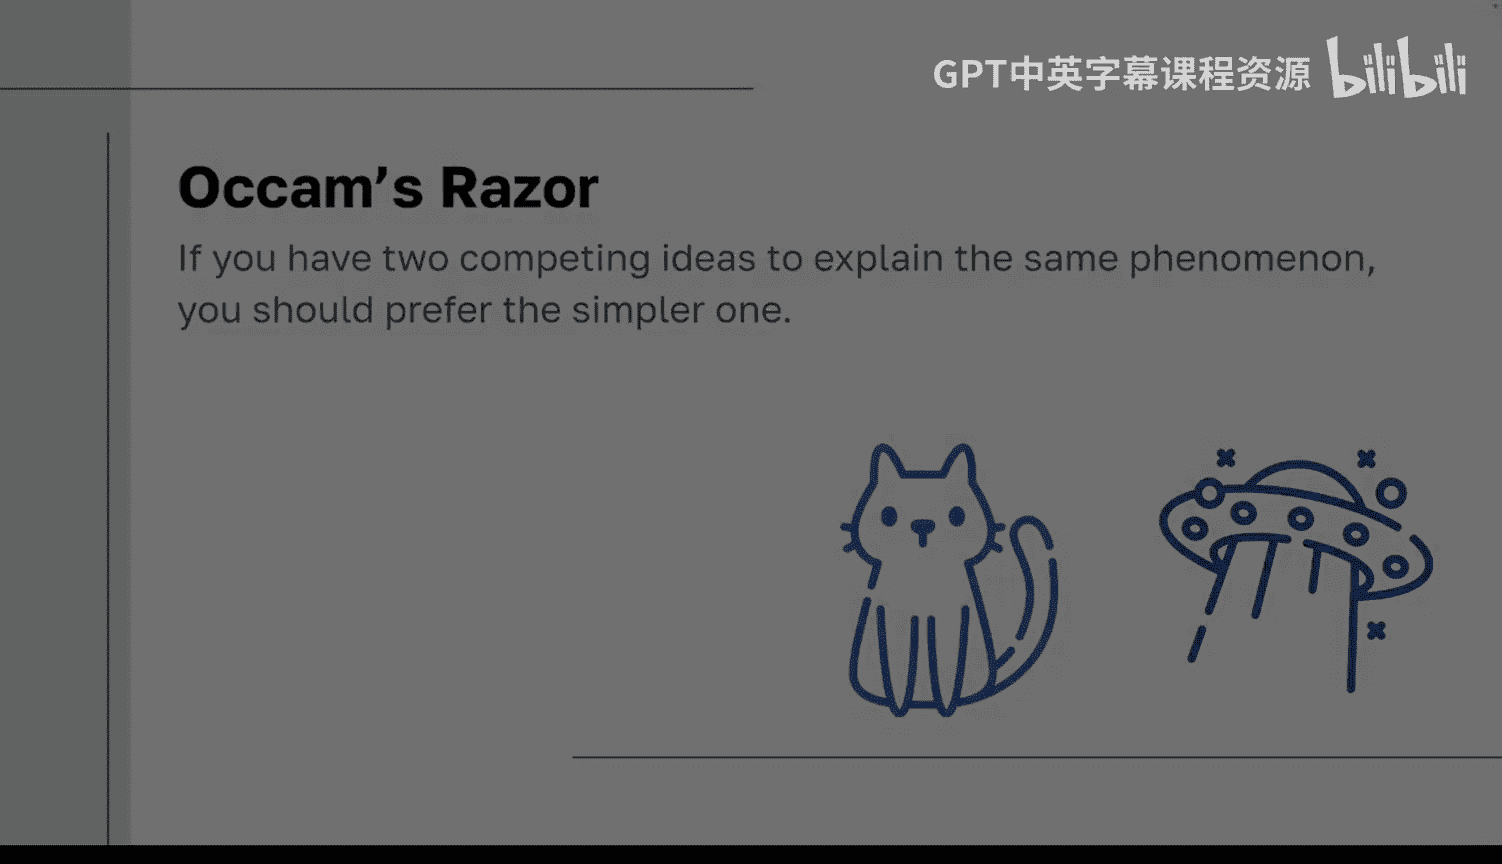 GPT中英字幕课程资源 bilibili
Occam’s Razor
If you have two competing ideas to explain the same phenomenon,
you should prefer the simpler one.